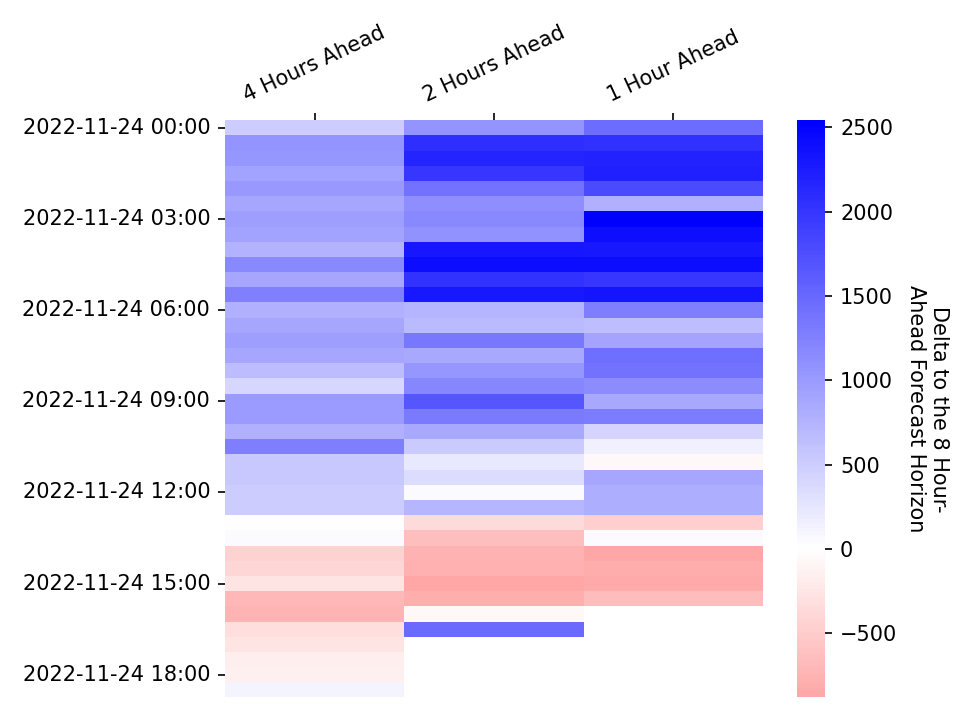 4 Hours Ahead
2 Hours Ahead
1 Hour Ahead
2022-11-24 00:00
2022-11-24 03:00
2022-11-24 06:00
2022-11-24 09:00
2022-11-24 12:00
2022-11-24 15:00
2022-11-24 18:00
2500
2000
1500
1000
500
0
−500
Delta to the 8 Hour-
Ahead Forecast Horizon